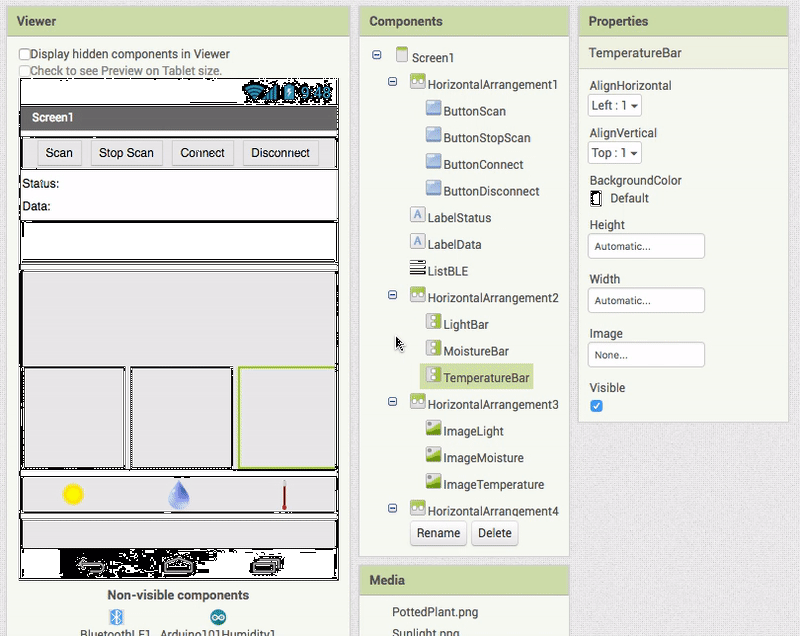 Viewer
Display hidden components in Viewer
Check to see Preview on Tablet size.
9:48
Screen1
Scan
Stop Scan
Connect
Disconnect
Status:
Data:
Non-visible components
BluetoothLE1
Arduino101Humidity1
Components
Screen1
HorizontalArrangement1
ButtonScan
ButtonStopScan
ButtonConnect
ButtonDisconnect
A LabelStatus
A LabelData
ListBLE
HorizontalArrangement2
LightBar
MoistureBar
TemperatureBar
HorizontalArrangement3
ImageLight
ImageMoisture
ImageTemperature
HorizontalArrangement4
Rename
Delete
Media
PottedPlant.png
Sunlight.png
Properties
TemperatureBar
AlignHorizontal
Left : 1
AlignVertical
Top : 1
BackgroundColor
Default
Height
Automatic...
Width
Automatic...
Image
None...
Visible